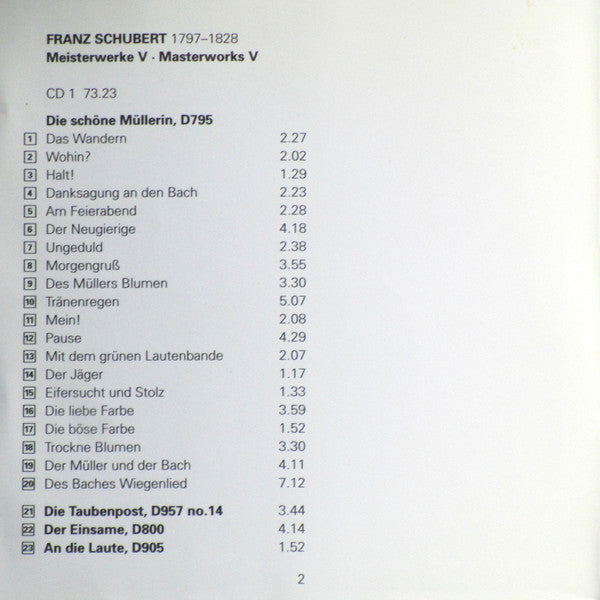 FRANZ SCHUBERT 1797–1828
Meisterwerke V · Masterworks V
CD 1 73.23
Die schöne Müllerin, D795
1 Das Wandern 2.27
2 Wohin? 2.02
3 Halt! 1.29
4 Danksagung an den Bach 2.23
5 Am Feierabend 2.28
6 Der Neugierige 4.18
7 Ungeduld 2.38
8 Morgengruß 3.55
9 Des Müllers Blumen 3.30
10 Tränenregen 5.07
11 Mein! 2.08
12 Pause 4.29
13 Mit dem grünen Lautenbande 2.07
14 Der Jäger 1.17
15 Eifersucht und Stolz 1.33
16 Die liebe Farbe 3.59
17 Die böse Farbe 1.52
18 Trockne Blumen 3.30
19 Der Müller und der Bach 4.11
20 Des Baches Wiegenlied 7.12
21 Die Taubenpost, D957 no.14 3.44
22 Der Einsame, D800 4.14
23 An die Laute, D905 1.52
2